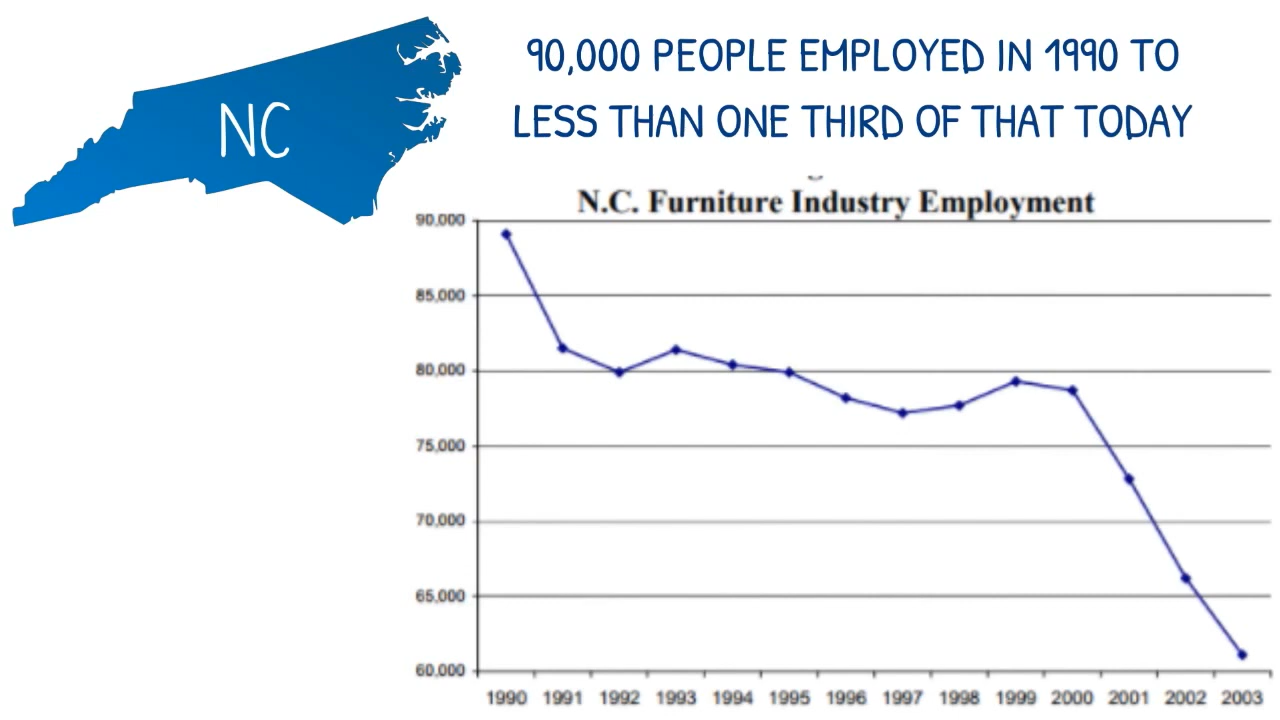 NC
90,000 PEOPLE EMPLOYED IN 1990 TO
LESS THAN ONE THIRD OF THAT TODAY
N.C. Furniture Industry Employment
90,000
85,000
80,000
75,000
70,000
65,000
60,000
1990 1991 1992 1993 1994 1995 1996 1997 1998 1999 2000 2001 2002 2003